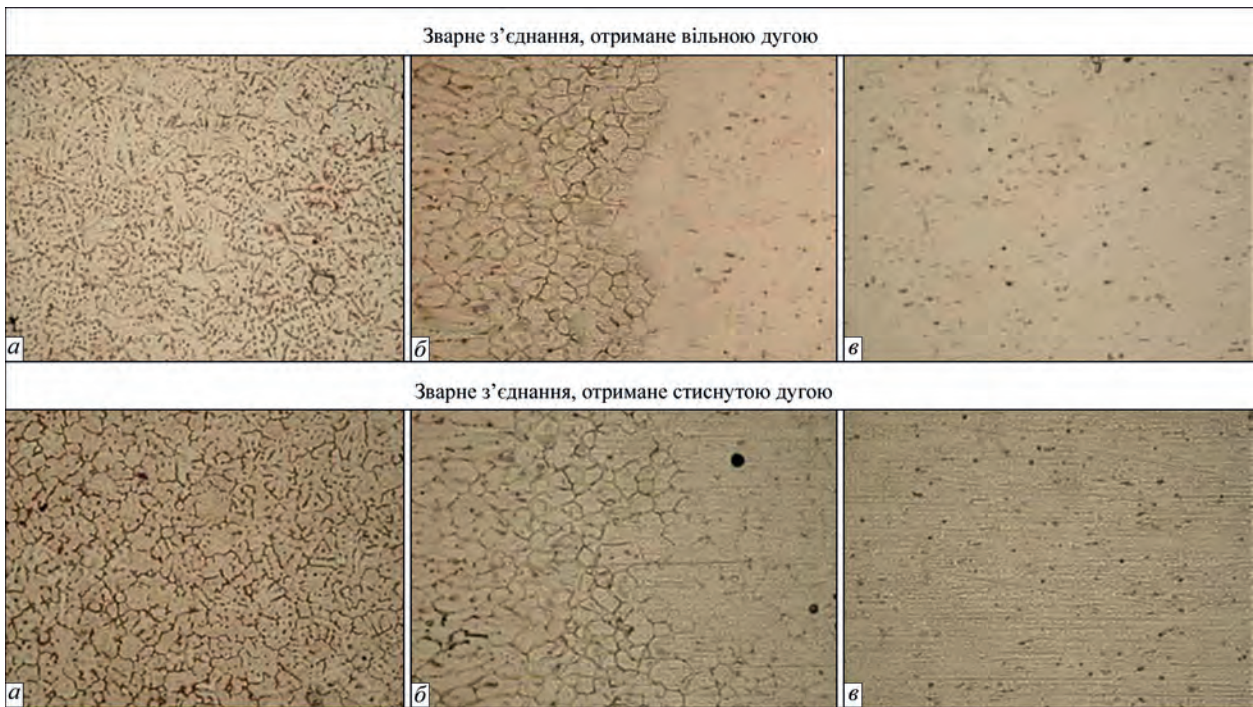 Зварне з’єднання, отримане вільною дугою
а б в
Зварне з’єднання, отримане стиснутою дугою
а б в